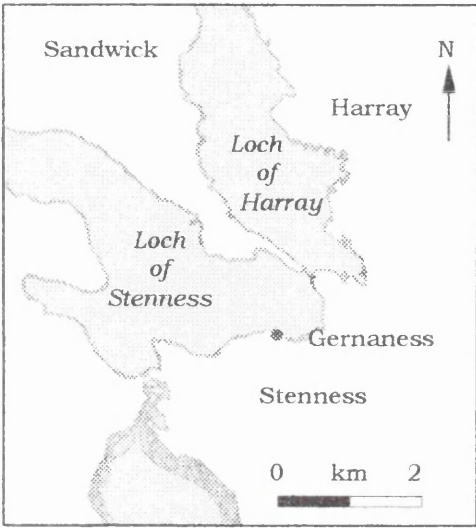 Sandwick
N
Harray
Loch
of
Harray
Loch
of
Stenness
Gernaness
Stenness
0 km 2